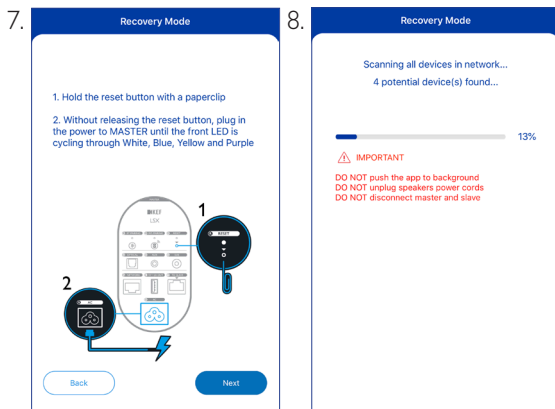 7.
Recovery Mode
1. Hold the reset button with a paperclip
2. Without releasing the reset button, plug in
the power to MASTER until the front LED is
cycling through White, Blue, Yellow and Purple
KEF
LSX
1
RESET
2
AC
Back
Next
8.
Recovery Mode
Scanning all devices in network...
4 potential device(s) found...
13%
IMPORTANT
DO NOT push the app to background
DO NOT unplug speakers power cords
DO NOT disconnect master and slave